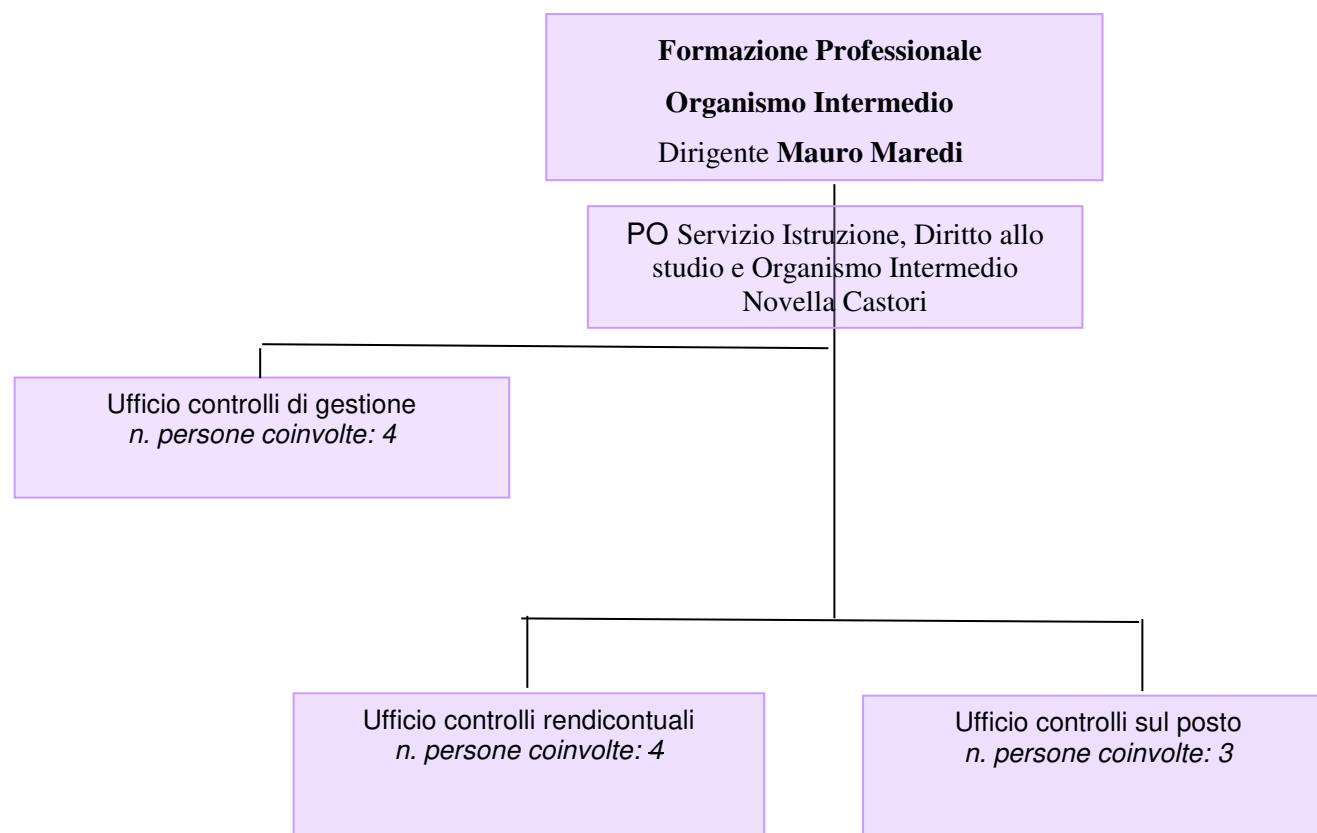 Formazione Professionale
Organismo Intermedio
Dirigente Mauro Maredi
PO Servizio Istruzione, Diritto allo
studio e Organismo Intermedio
Novella Castori
Ufficio controlli di gestione
n. persone coinvolte: 4
Ufficio controlli rendicontuali
n. persone coinvolte: 4
Ufficio controlli sul posto
n. persone coinvolte: 3